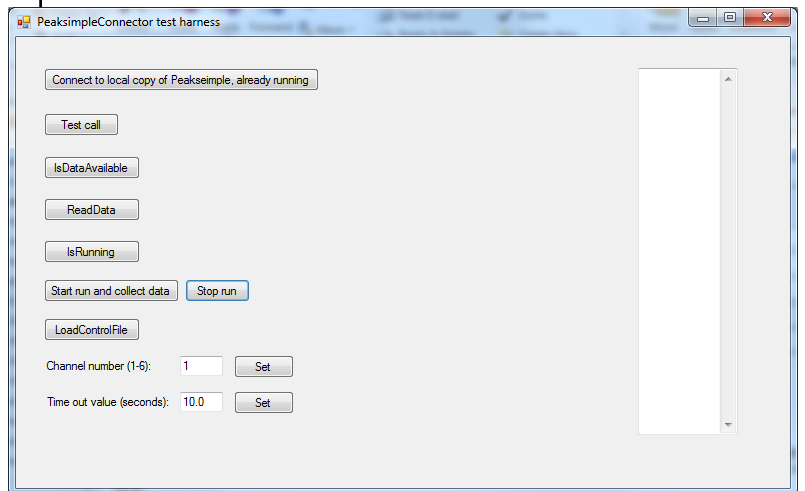 PeaksimpleConnector test harness
Connect to local copy of Peakseimple, already running
Test call
IsDataAvailable
ReadData
IsRunning
Start run and collect data Stop run
LoadControlFile
Channel number (1-6): 1 Set
Time out value (seconds): 10.0 Set